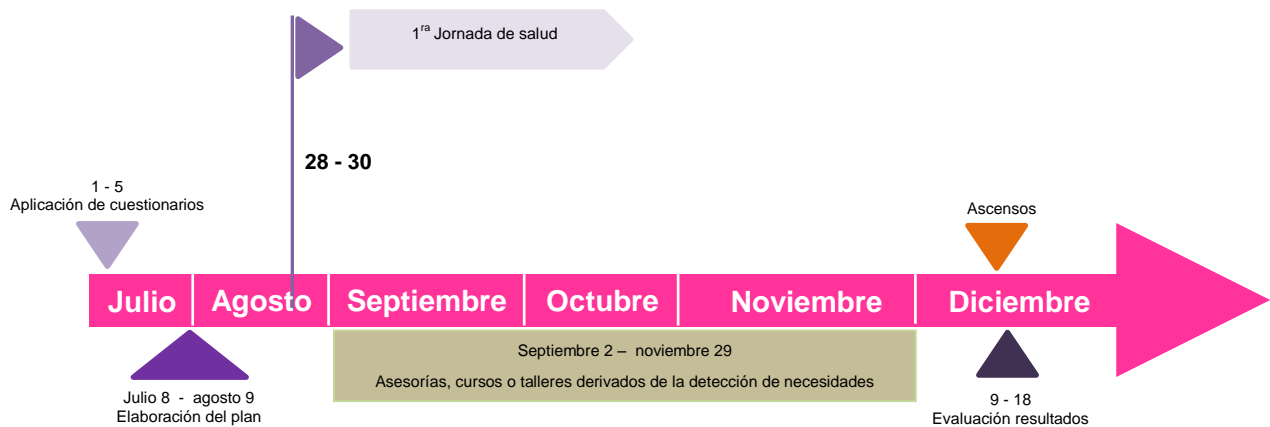 1ra Jornada de salud
28 - 30
1 - 5
Aplicación de cuestionarios
Ascensos
Julio
Agosto
Septiembre
Octubre
Noviembre
Diciembre
Septiembre 2 – noviembre 29
Asesorías, cursos o talleres derivados de la detección de necesidades
Julio 8 - agosto 9
Elaboración del plan
9 - 18
Evaluación resultados